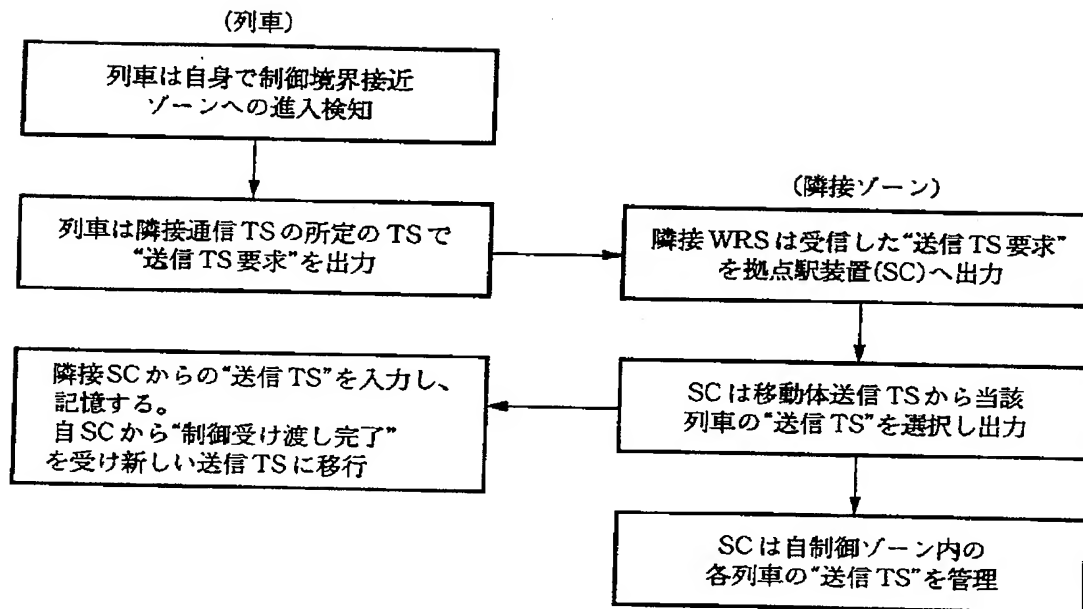 (列車)
列車は自身で制御境界接近
ゾーンへの進入検知
列車は隣接通信TSの所定のTSで
“送信TS要求”を出力
(隣接ゾーン)
隣接WRSは受信した“送信TS要求”
を拠点駅装置(SC)へ出力
隣接SCからの“送信TS”を入力し、
記憶する。
自SCから“制御受け渡し完了”
を受け新しい送信TSに移行
SCは移動体送信TSから当該
列車の“送信TS”を選択し出力
SCは自制御ゾーン内の
各列車の“送信TS”を管理